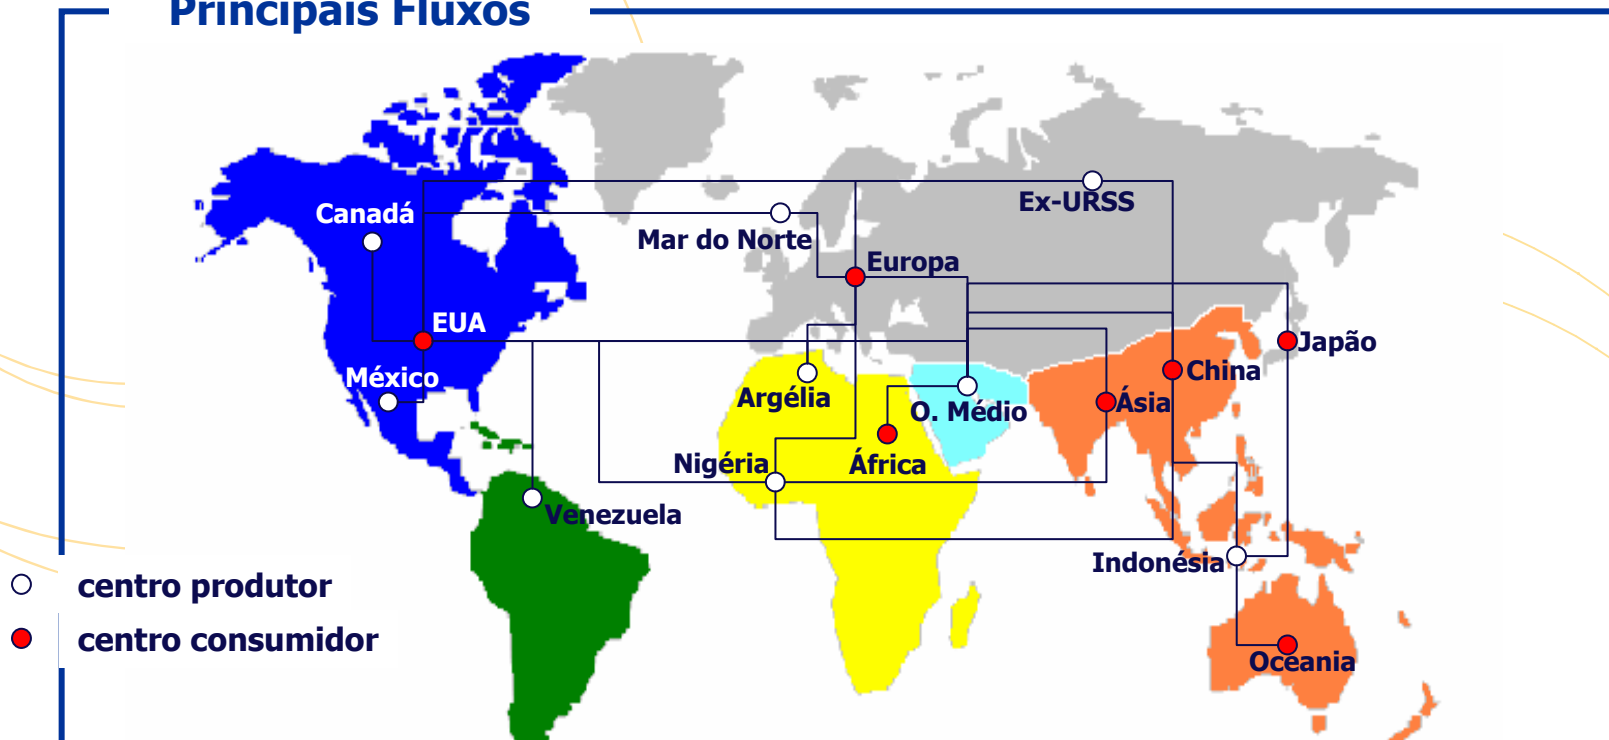 Principais Fluxos
Canadá
Ex-URSS
Mar do Norte
Europa
EUA
Japão
México
China
Argélia
O. Médio
Ásia
Nigéria
África
Venezuela
Indonésia
centro produtor
centro consumidor
Oceania